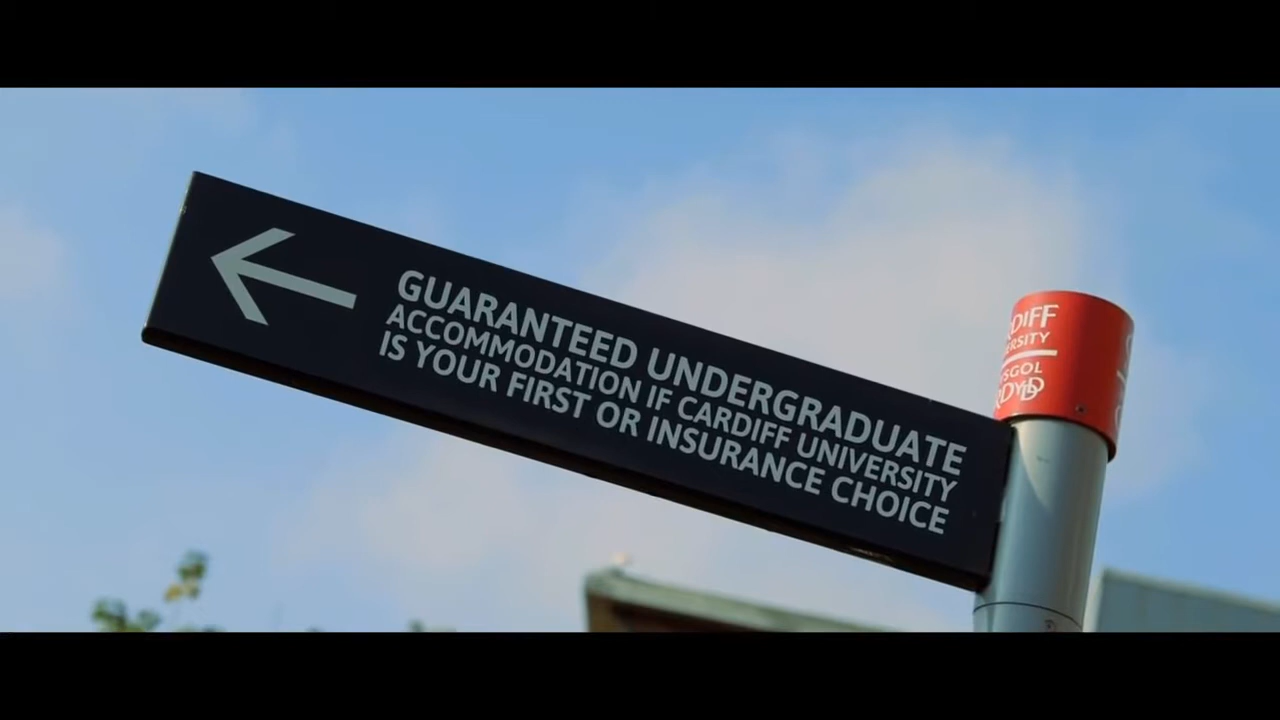 GUARANTEED UNDERGRADUATE
ACCOMMODATION IF CARDIFF UNIVERSITY
IS YOUR FIRST OR INSURANCE CHOICE